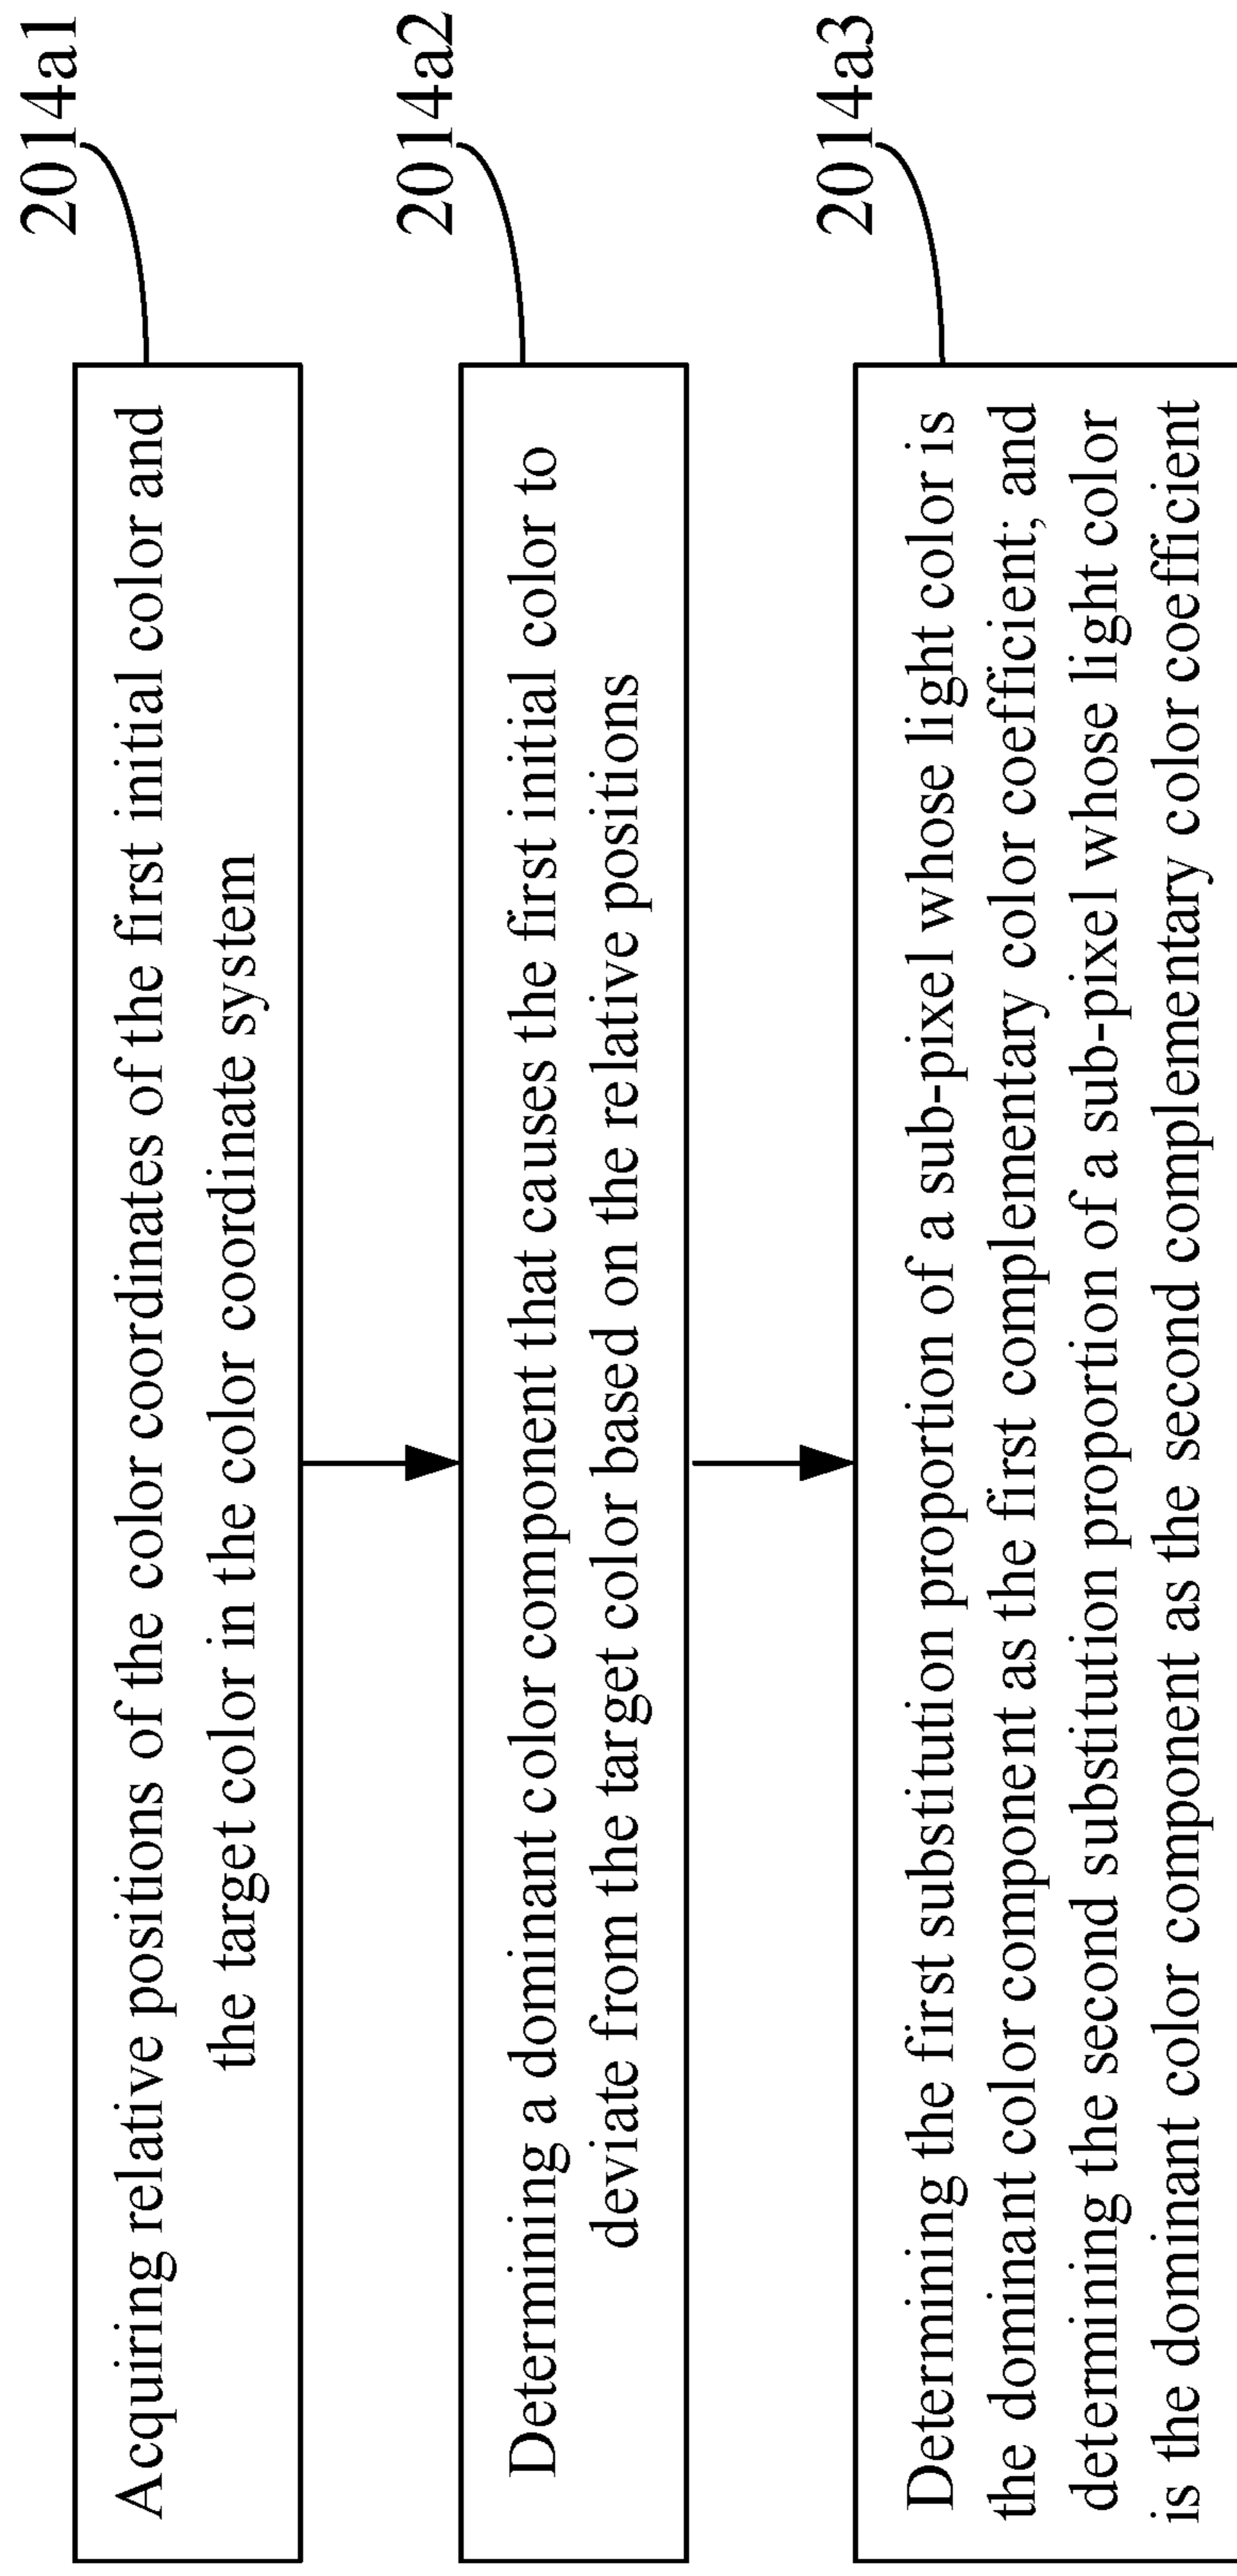 2014a1
Acquiring relative positions of the color coordinates of the first initial color and
the target color in the color coordinate system
2014a2
Determining a dominant color component that causes the first initial color to
deviate from the target color based on the relative positions
2014a3
Determining the first substitution proportion of a sub-pixel whose light color is
the dominant color component as the first complementary color coefficient; and
determining the second substitution proportion of a sub-pixel whose light color
is the dominant color component as the second complementary color coefficient